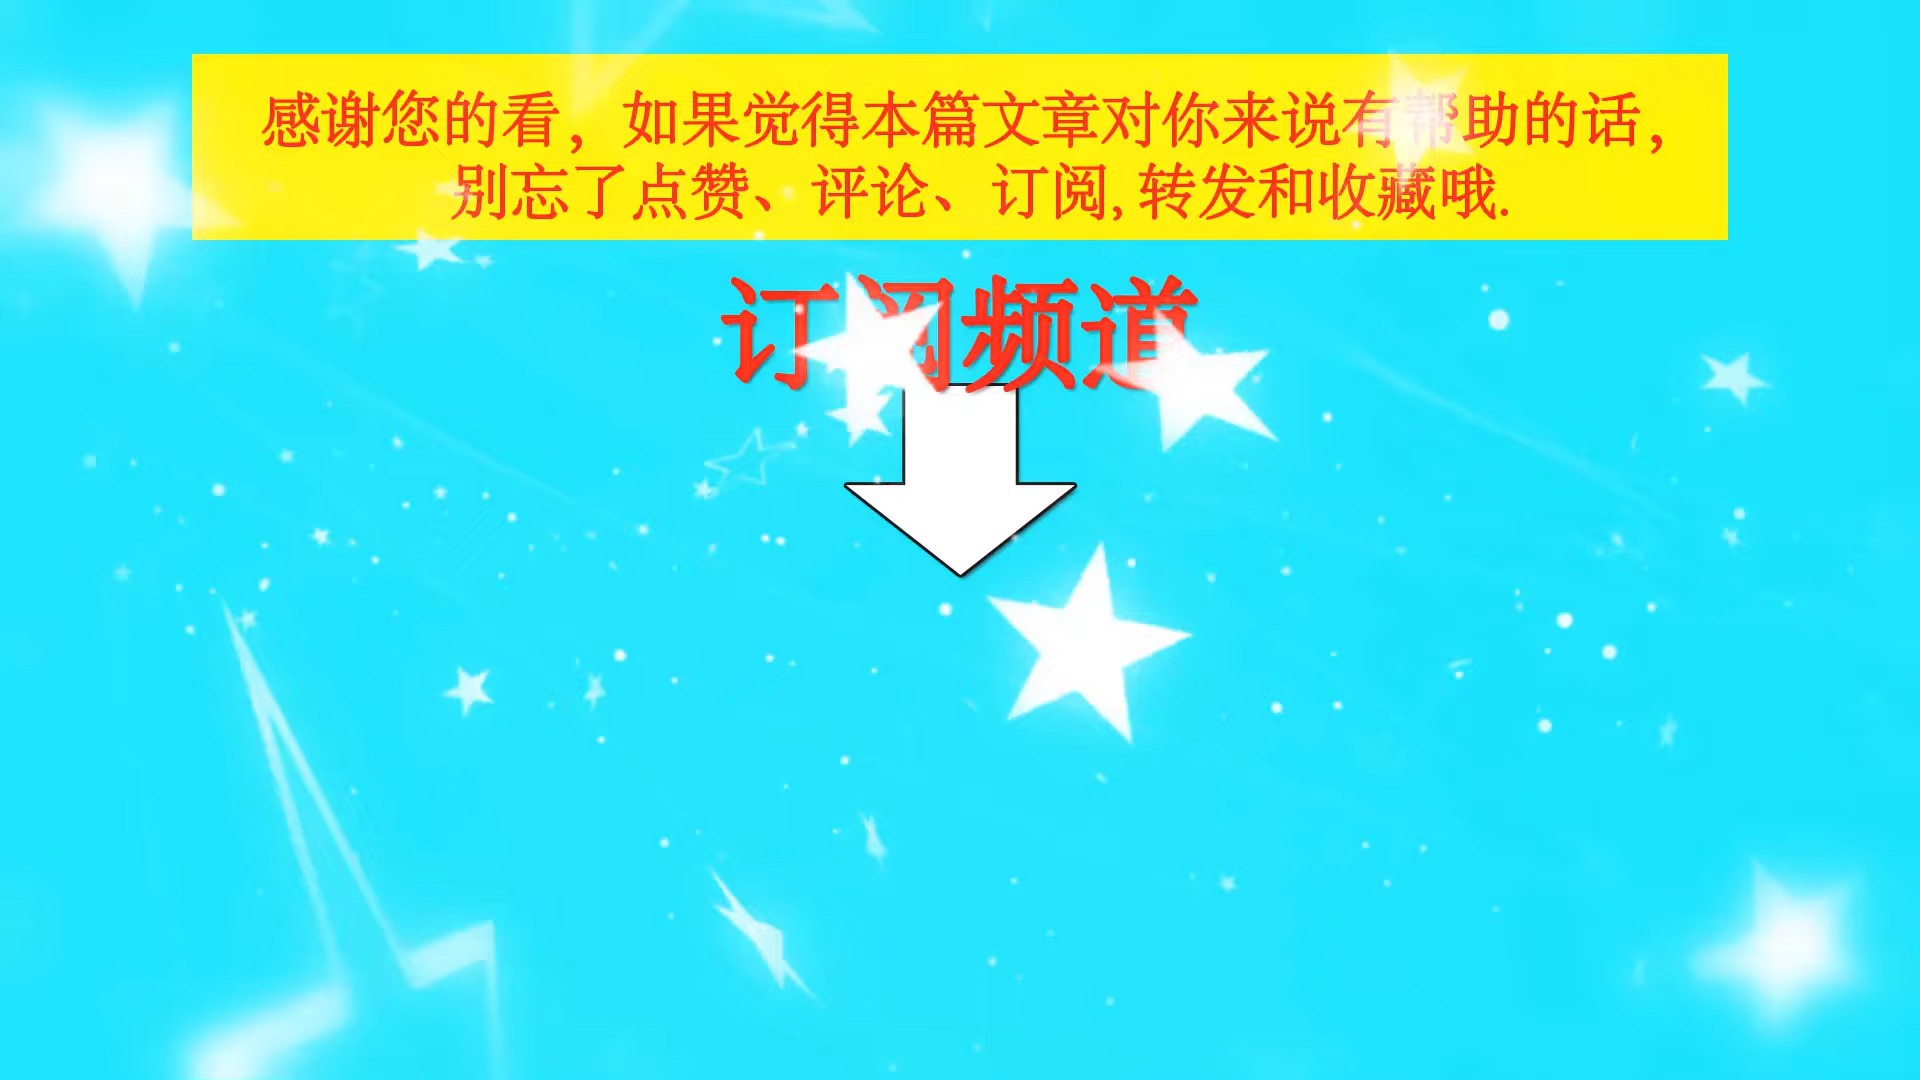 感谢您的看，如果觉得本篇文章对你来说有帮助的话，
别忘了点赞、评论、订阅,转发和收藏哦.
订阅频道